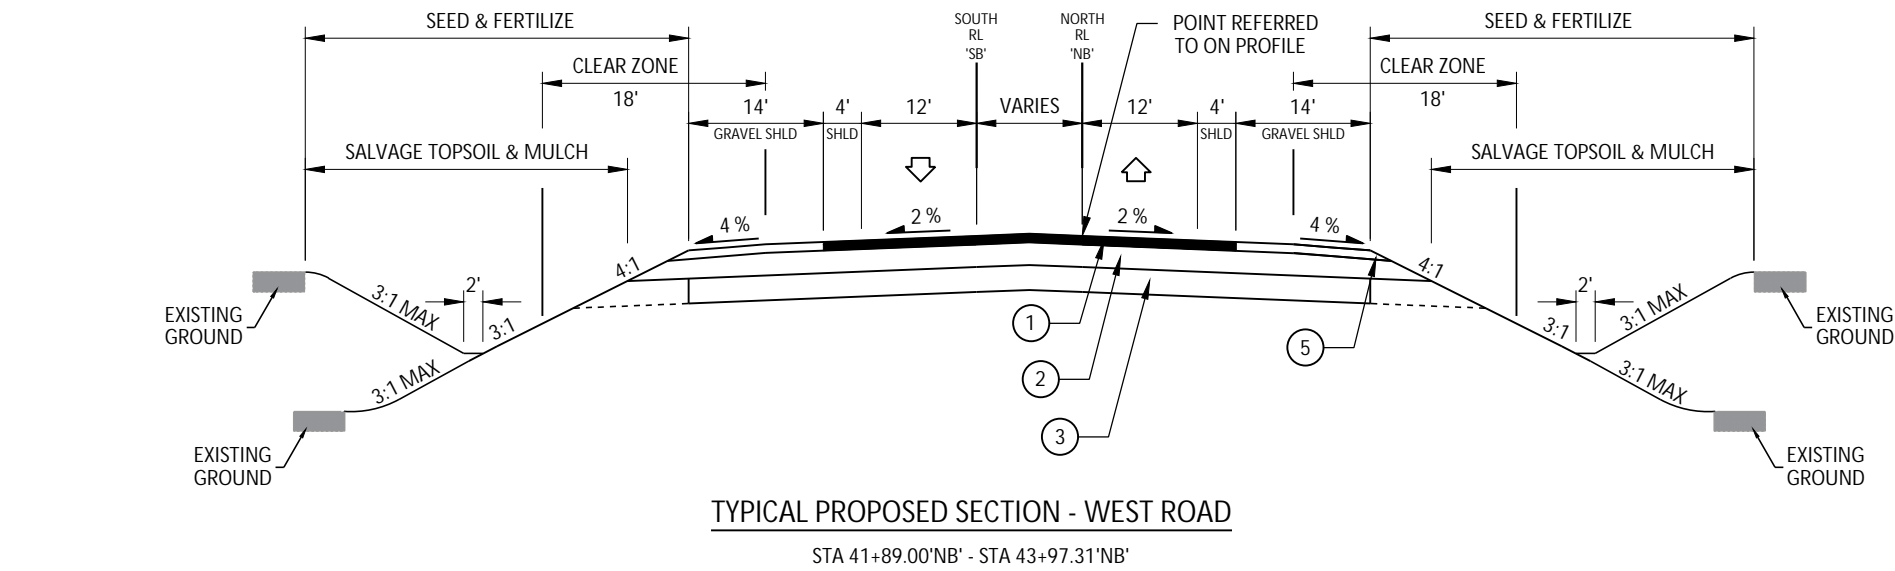 SEED & FERTILIZE
SOUTH
RL
'SB'
NORTH
RL
'NB'
POINT REFERRED
TO ON PROFILE
SEED & FERTILIZE
CLEAR ZONE
18'
CLEAR ZONE
18'
14'
GRAVEL SHLD
4'
SHLD
12'
VARIES
12'
4'
SHLD
14'
GRAVEL SHLD
SALVAGE TOPSOIL & MULCH
SALVAGE TOPSOIL & MULCH
4 %
2 %
2 %
4 %
4:1
4:1
2'
2'
3:1 MAX
3:1
3:1
3:1 MAX
EXISTING
GROUND
EXISTING
GROUND
1
5
2
3:1 MAX
3:1 MAX
3
EXISTING
GROUND
EXISTING
GROUND
TYPICAL PROPOSED SECTION - WEST ROAD
STA 41+89.00'NB' - STA 43+97.31'NB'